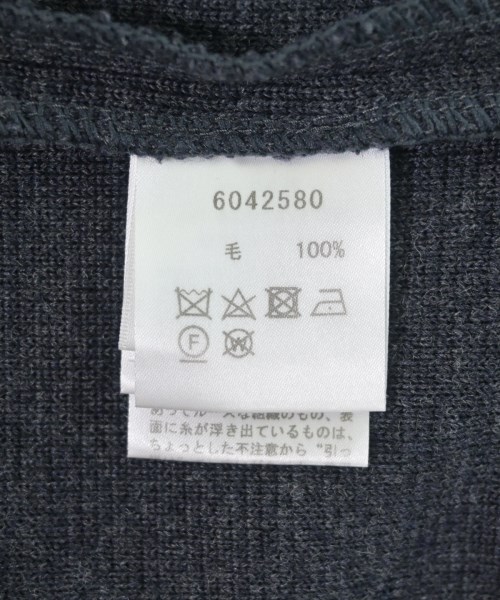 6042580
毛 100%
F W
あってルーズな組織のもの、表
面に糸が浮き出ているものは、
ちょっとした不注意から“引っ